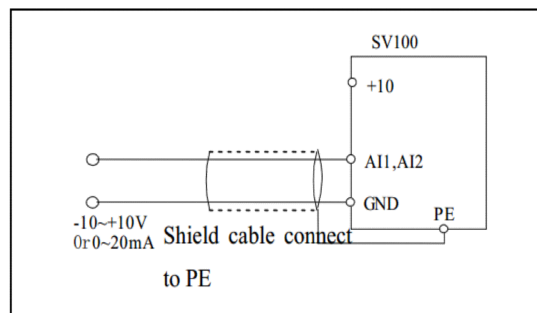 SV100
+10
AI1,AI2
GND
PE
-10~+10V
0r0~20mA
Shield cable connect
to PE